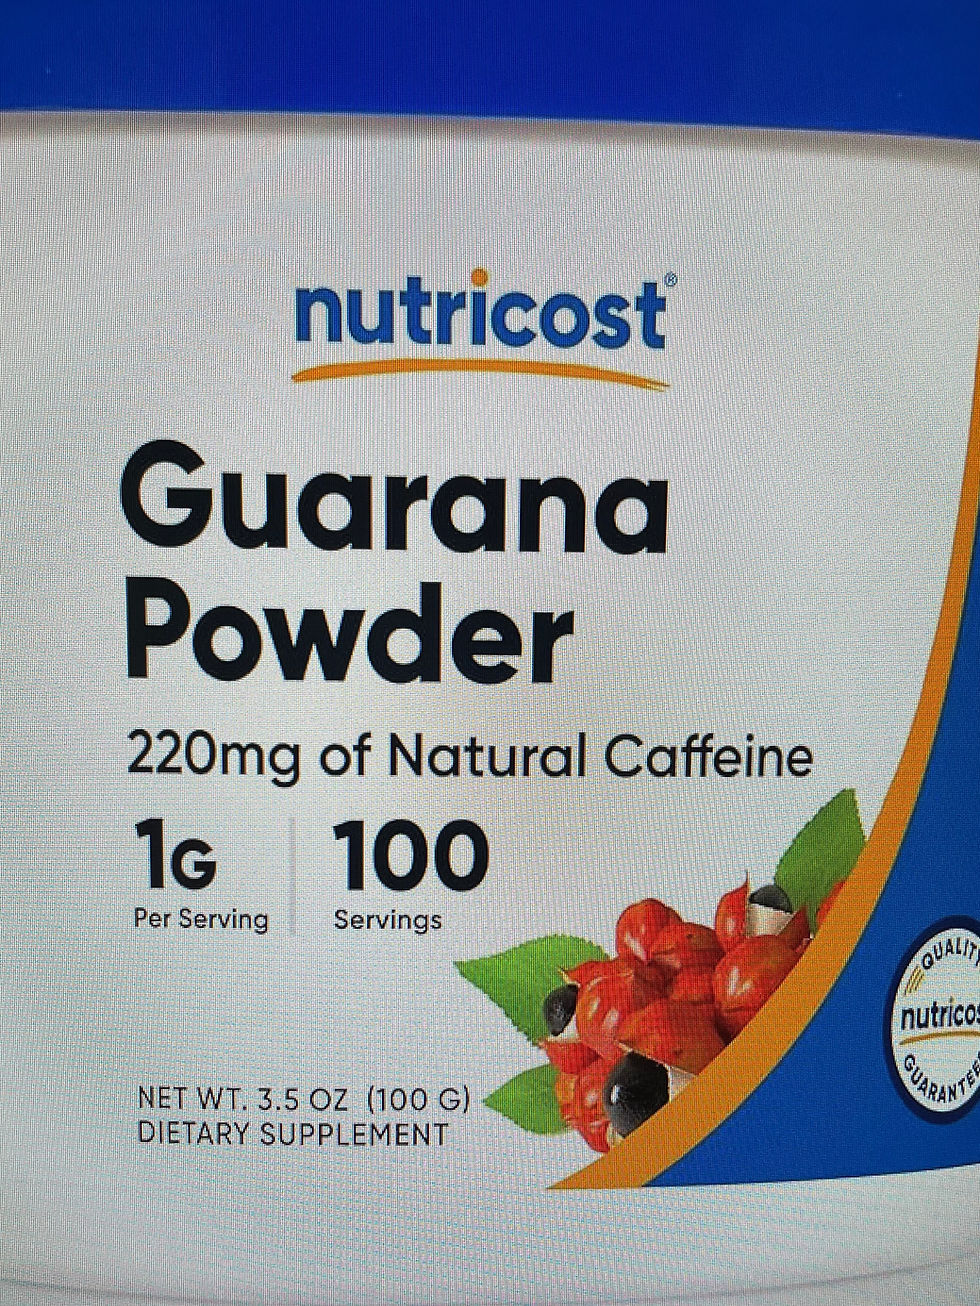 nutricost®
Guarana
Powder
220mg of Natural Caffeine
1G
Per Serving
100
Servings
NET WT. 3.5 OZ (100 G)
DIETARY SUPPLEMENT
QUALITY